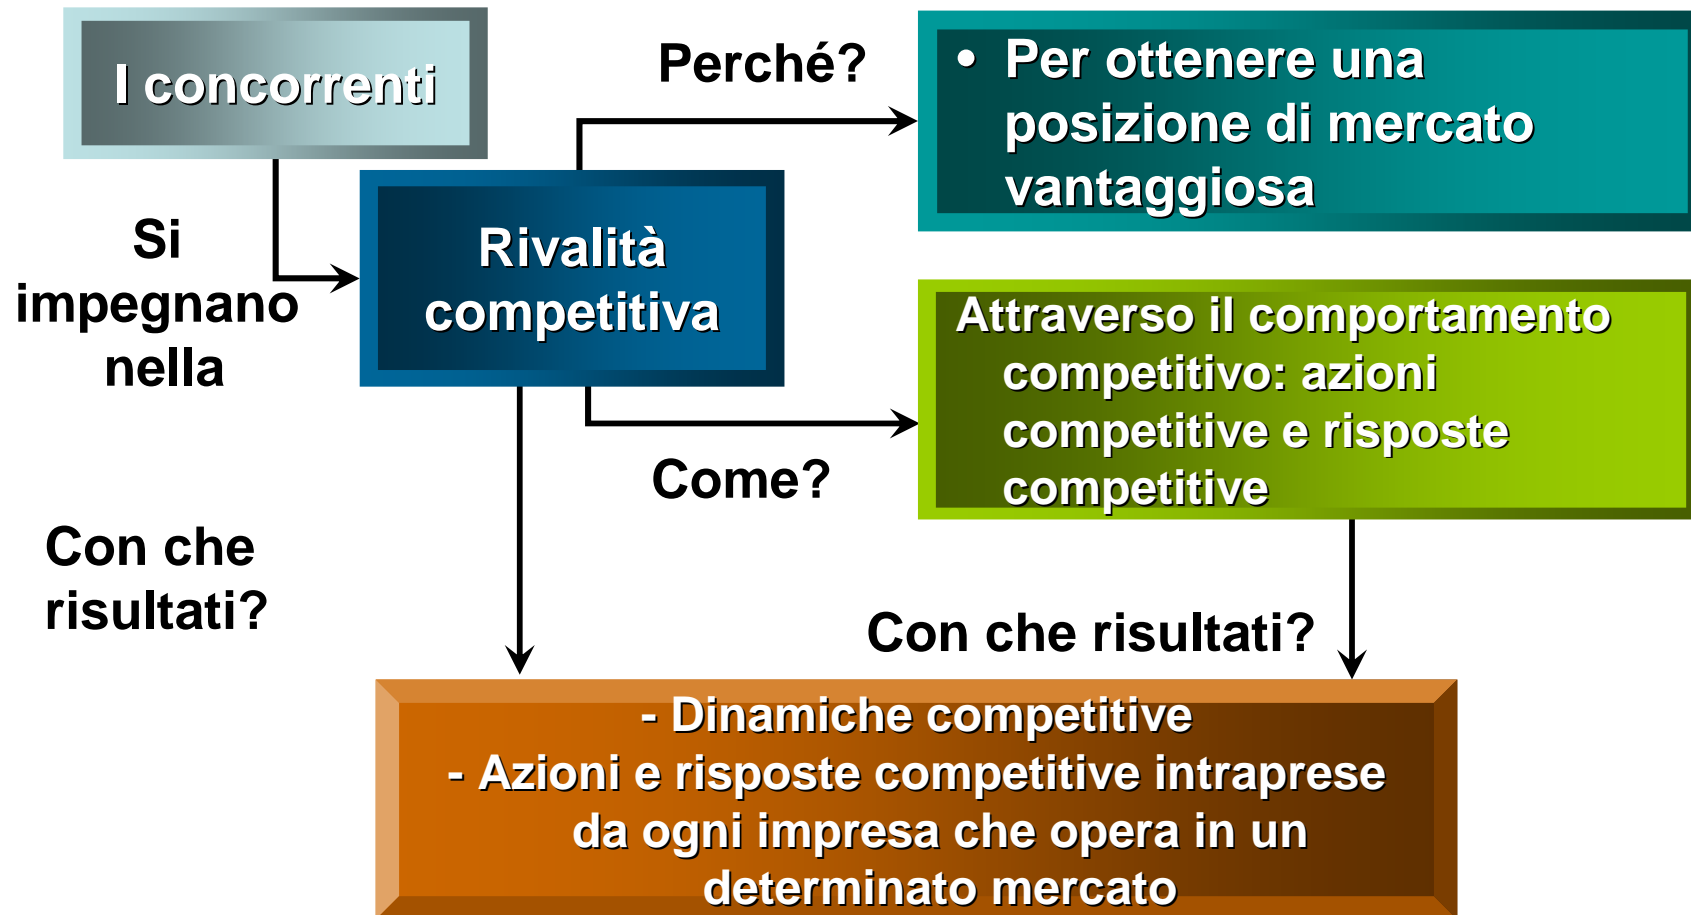 I concorrenti
Perché?
• Per ottenere una
posizione di mercato
vantaggiosa
Si
impegnano
nella
Rivalità
competitiva
Attraverso il comportamento
competitivo: azioni
competitive e risposte
competitive
Come?
Con che
risultati?
Con che risultati?
- Dinamiche competitive
- Azioni e risposte competitive intraprese
da ogni impresa che opera in un
determinato mercato